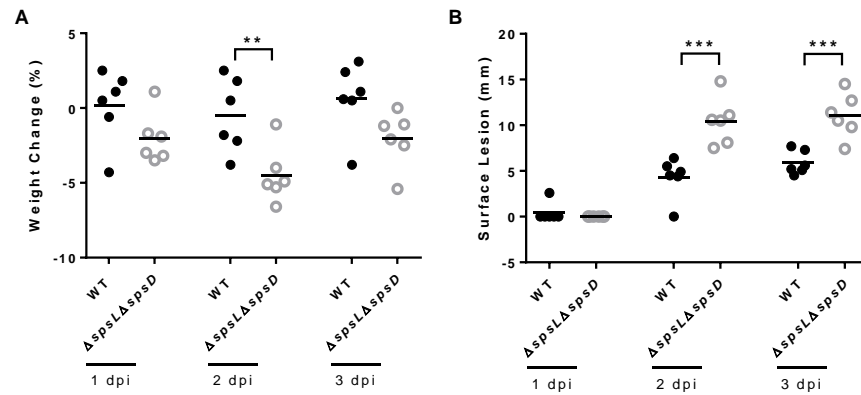 A
Weight Change (%)
5
0
-5
-10
**
WT
ΔspsLΔspsD
WT
ΔspsLΔspsD
WT
ΔspsLΔspsD
1 dpi
2 dpi
3 dpi
B
Surface Lesion (mm)
20
15
10
5
0
-5
***
***
WT
ΔspsLΔspsD
WT
ΔspsLΔspsD
WT
ΔspsLΔspsD
1 dpi
2 dpi
3 dpi